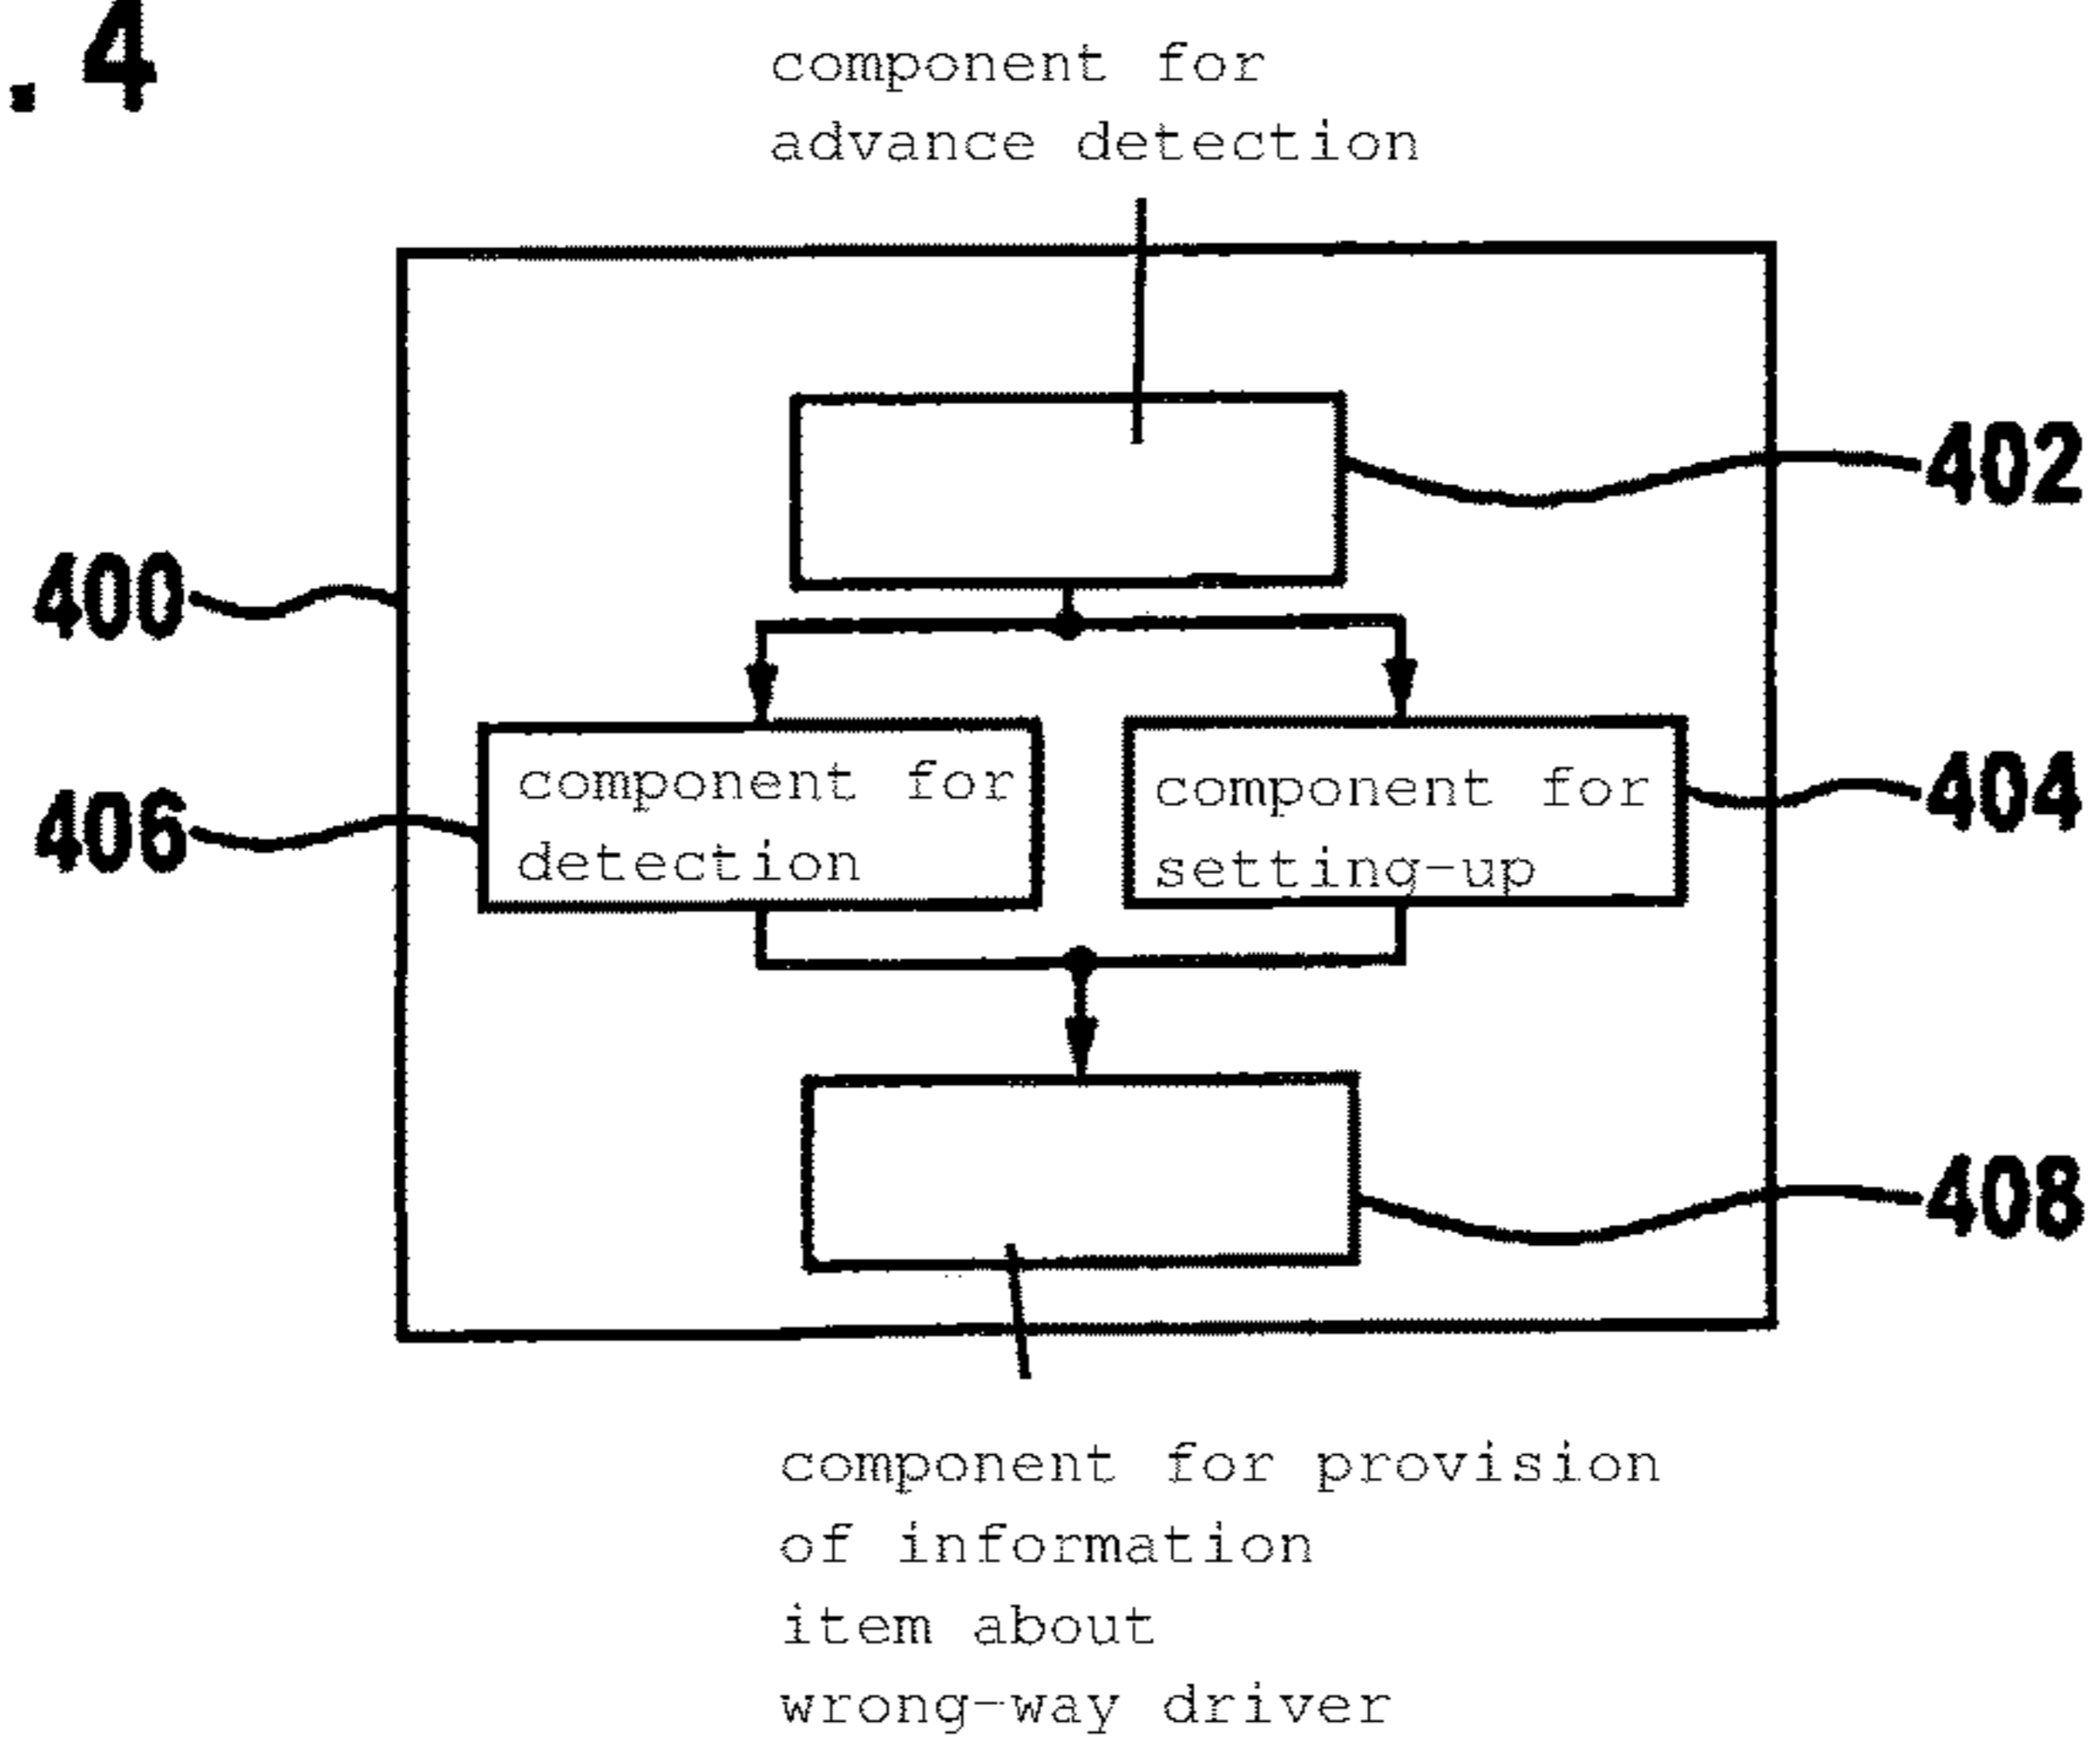 . 4
component for
advance detection
402
400
component for
detection
component for
setting-up
406
404
408
component for provision
of information
item about
wrong-way driver